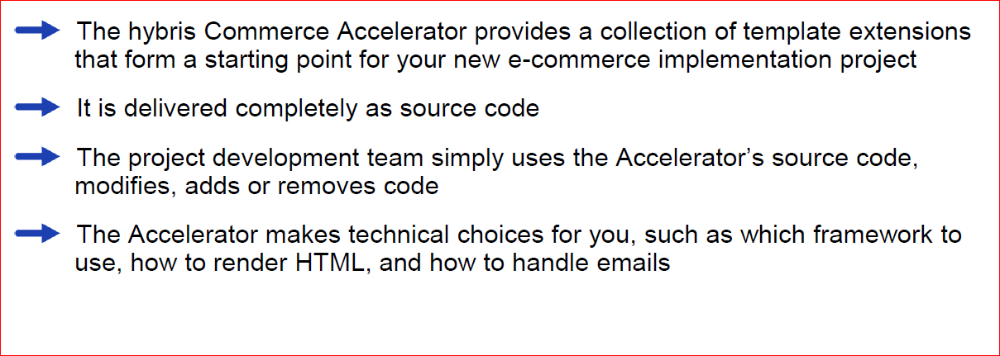 The hybris Commerce Accelerator provides a collection of template extensions
that form a starting point for your new e-commerce implementation project
It is delivered completely as source code
The project development team simply uses the Accelerator’s source code,
modifies, adds or removes code
The Accelerator makes technical choices for you, such as which framework to
use, how to render HTML, and how to handle emails